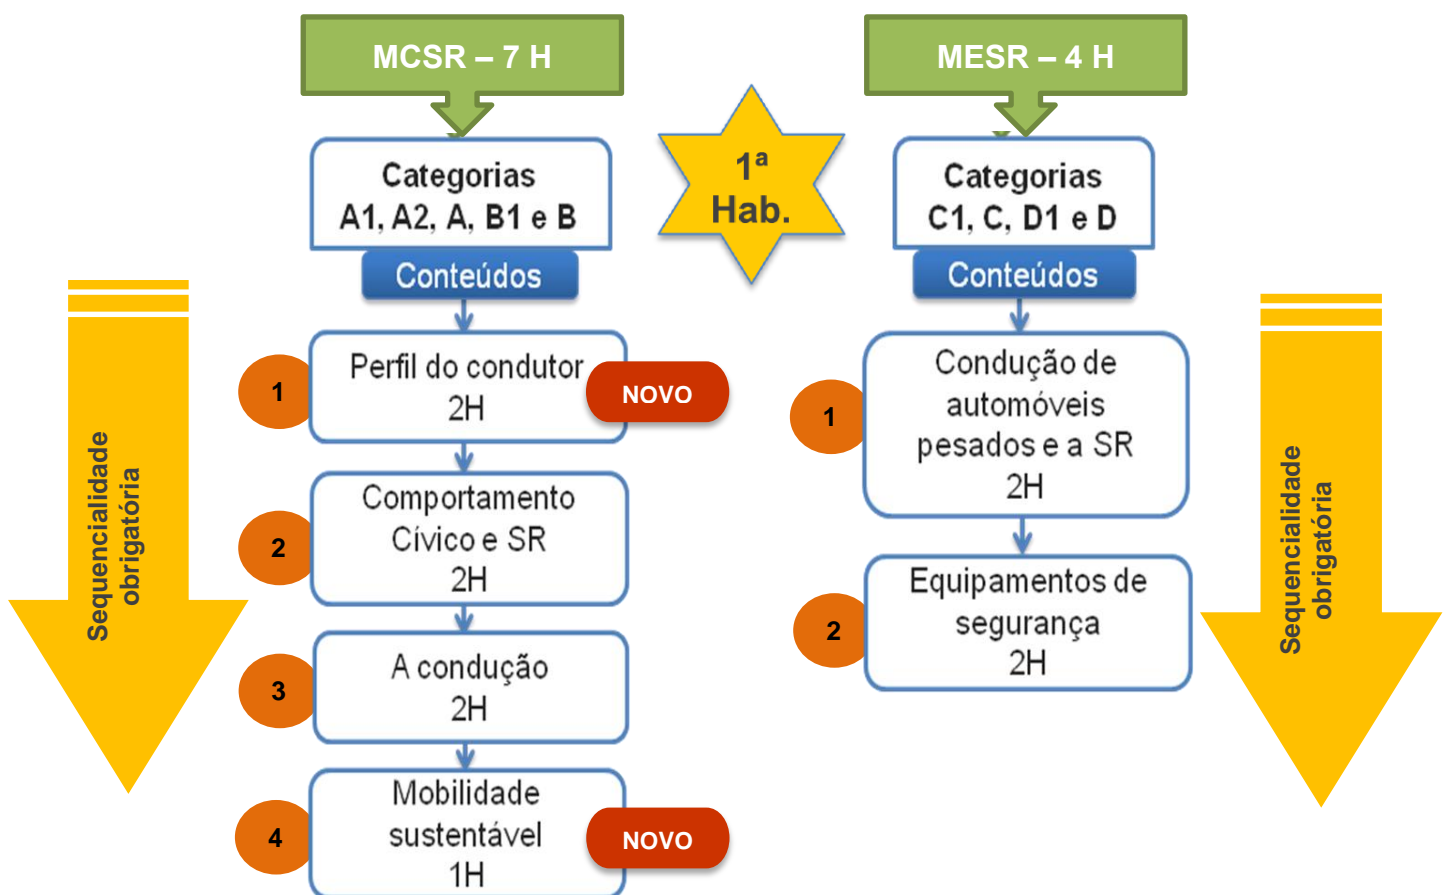 MCSR – 7 H
Categorias
A1, A2, A, B1 e B
Conteúdos
1
Perfil do condutor
2H
NOVO
2
Comportamento
Cívico e SR
2H
3
A condução
2H
4
Mobilidade
sustentável
1H
NOVO
Sequencialidade
obrigatória
1ª
Hab.
MESR – 4 H
Categorias
C1, C, D1 e D
Conteúdos
1
Condução de
automóveis
pesados e a SR
2H
2
Equipamentos de
segurança
2H
Sequencialidade
obrigatória